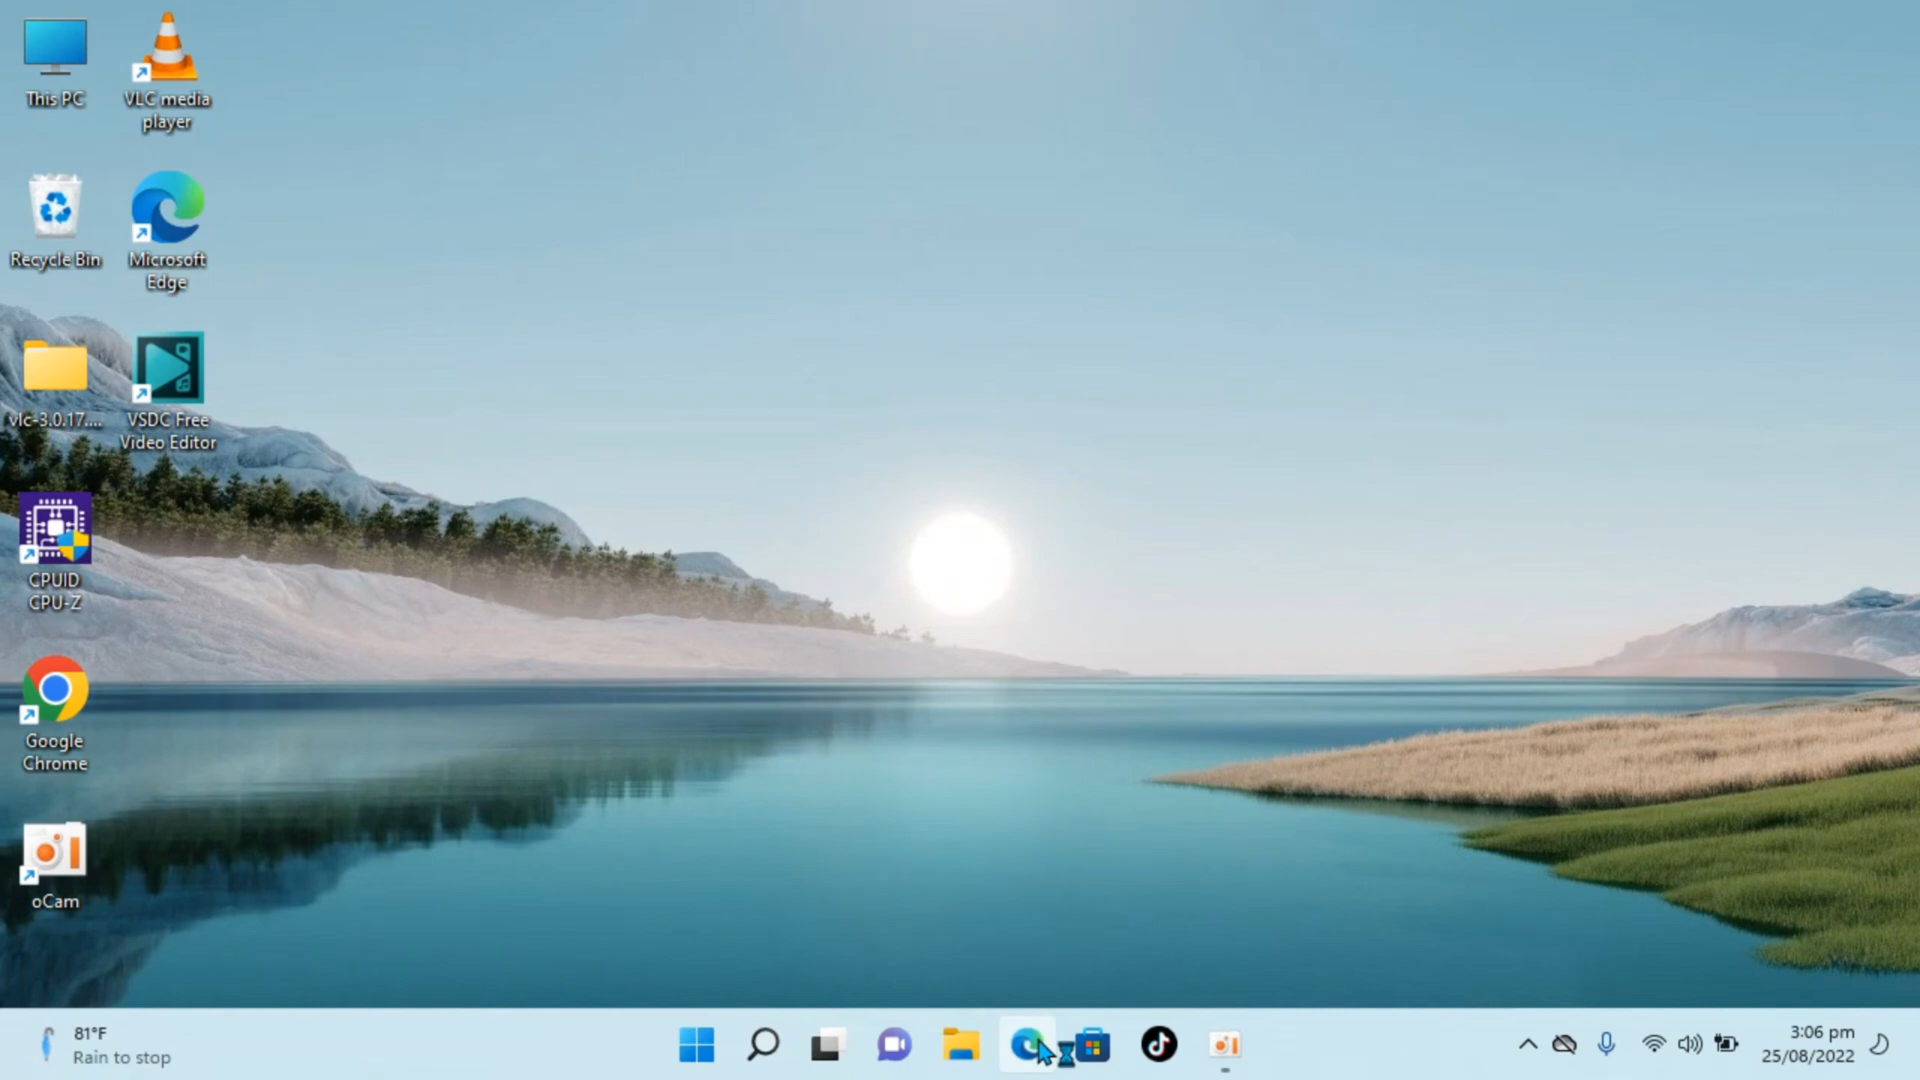 This PC
VLC media
player
Recycle Bin
Microsoft
Edge
vlc-3.0.17....
VSDC Free
Video Editor
CPUID
CPU-Z
Google
Chrome
oCam
81°F
Rain to stop
3:06 pm
25/08/2022